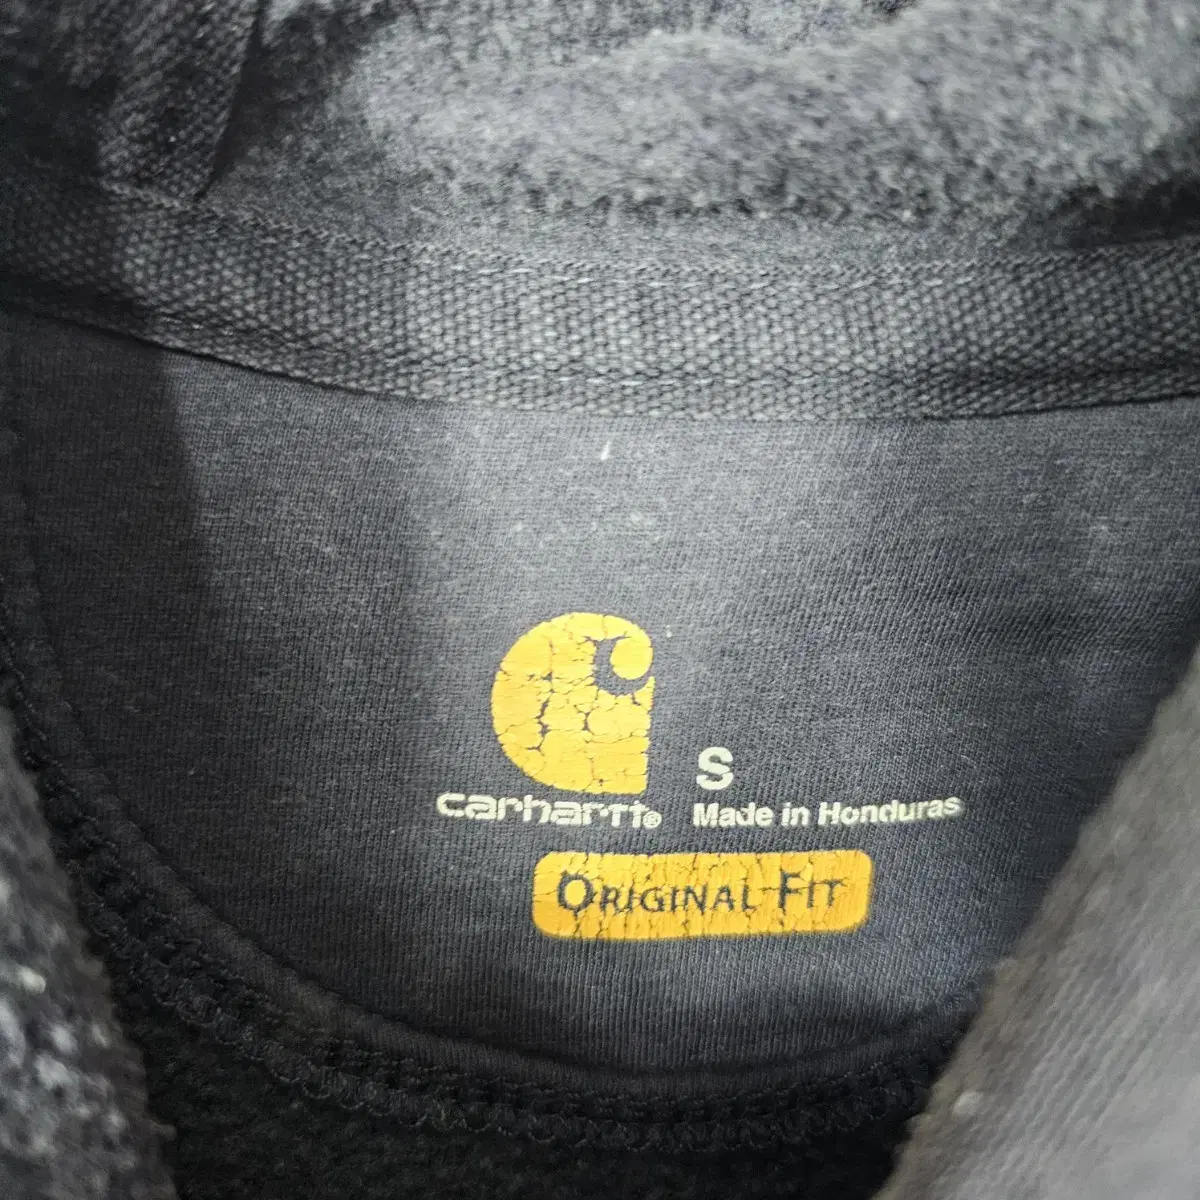 S
carhartt®
Made in Honduras
ORIGINAL FIT